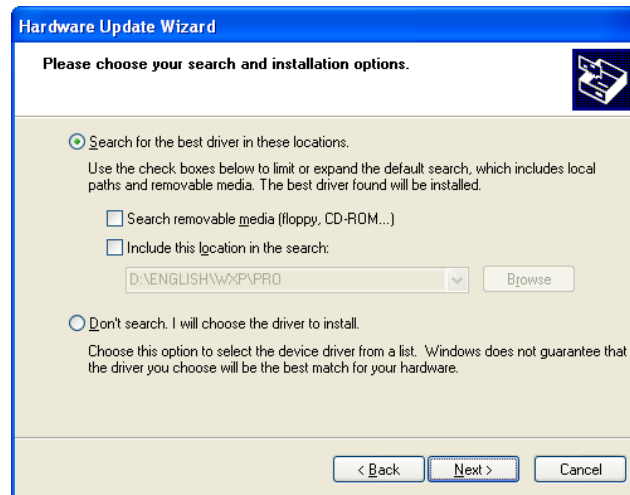 Hardware Update Wizard
Please choose your search and installation options.
Search for the best driver in these locations.
Use the check boxes below to limit or expand the default search, which includes local
paths and removable media. The best driver found will be installed.
Search removable media (floppy, CD-ROM...)
Include this location in the search:
D:\ENGLISH\WXP\PRO
Browse
Don't search. I will choose the driver to install.
Choose this option to select the device driver from a list. Windows does not guarantee that
the driver you choose will be the best match for your hardware.
< Back
Next >
Cancel